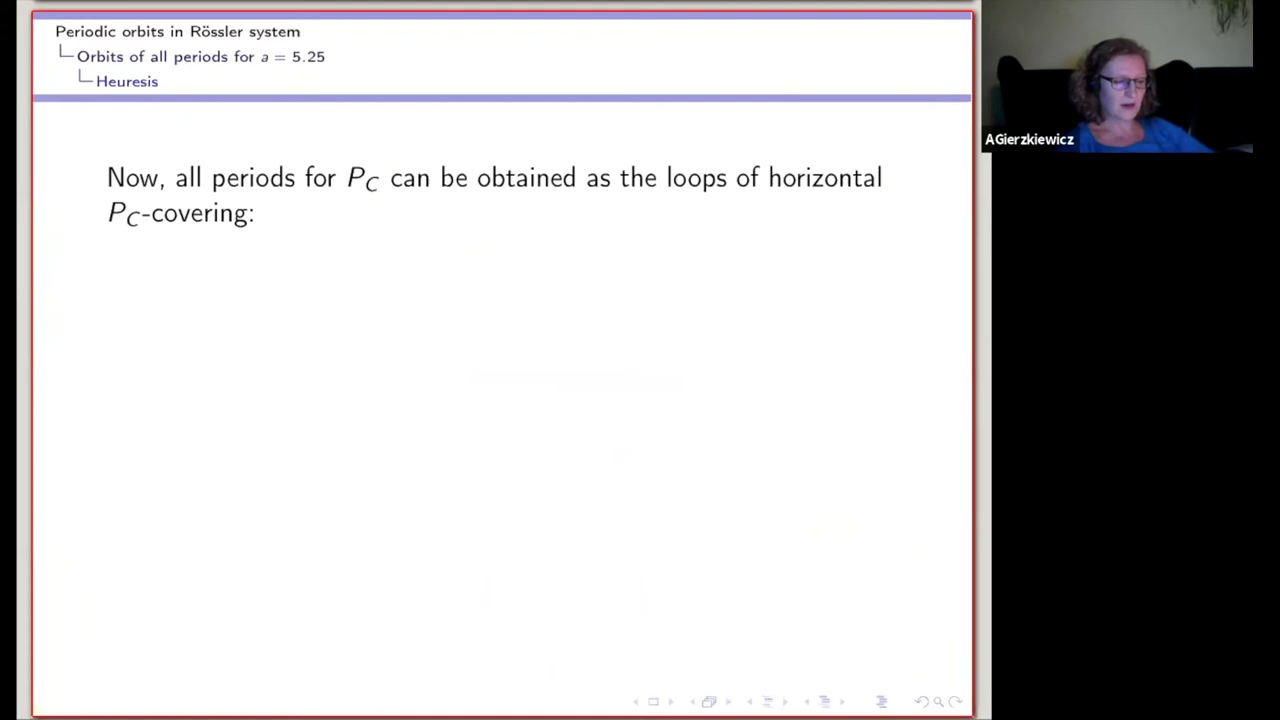 Periodic orbits in Rössler system
Orbits of all periods for a = 5.25
Heuresis
AGierzkiewicz
Now, all periods for P_C can be obtained as the loops of horizontal
P_C-covering: